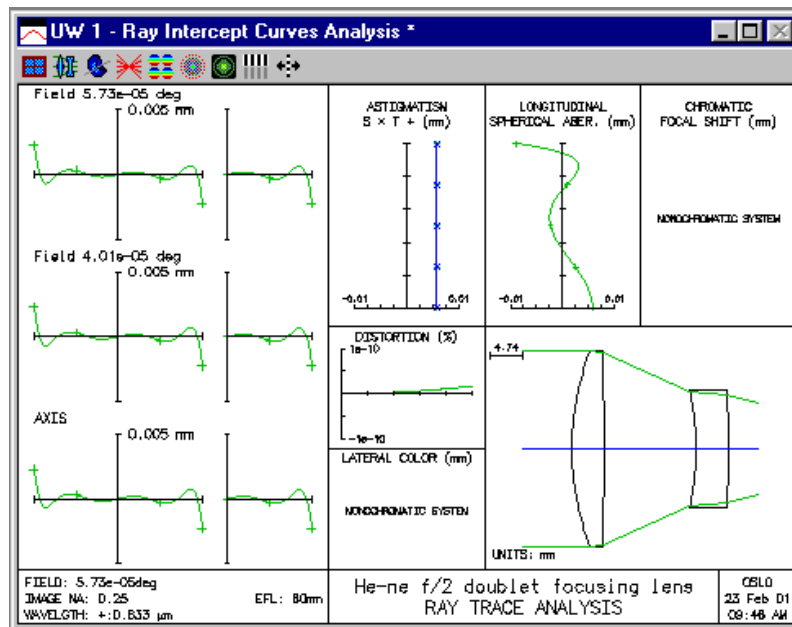 UW 1 - Ray Intercept Curves Analysis *
Field 5.73e-05 deg
0.005 mm
Field 4.01e-05 deg
0.005 mm
AXIS
0.005 mm
ASTIGMATISM
S × T + (mm)
-0.01
0.01
LONGITUDINAL
SPHERICAL ABER. (mm)
-0.01
0.01
CHROMATIC
FOCAL SHIFT (mm)
MONOCHROMATIC SYSTEM
DISTORTION (%)
1e-10
-1e-10
LATERAL COLOR (mm)
MONOCHROMATIC SYSTEM
4.74
UNITS: mm
FIELD: 5.73e-05deg
IMAGE NA: 0.25
EFL: 80mm
WAVELGTH: +:0.633 µm
He-ne f/2 doublet focusing lens
RAY TRACE ANALYSIS
OSLO
23 Feb 01
09:46 AM